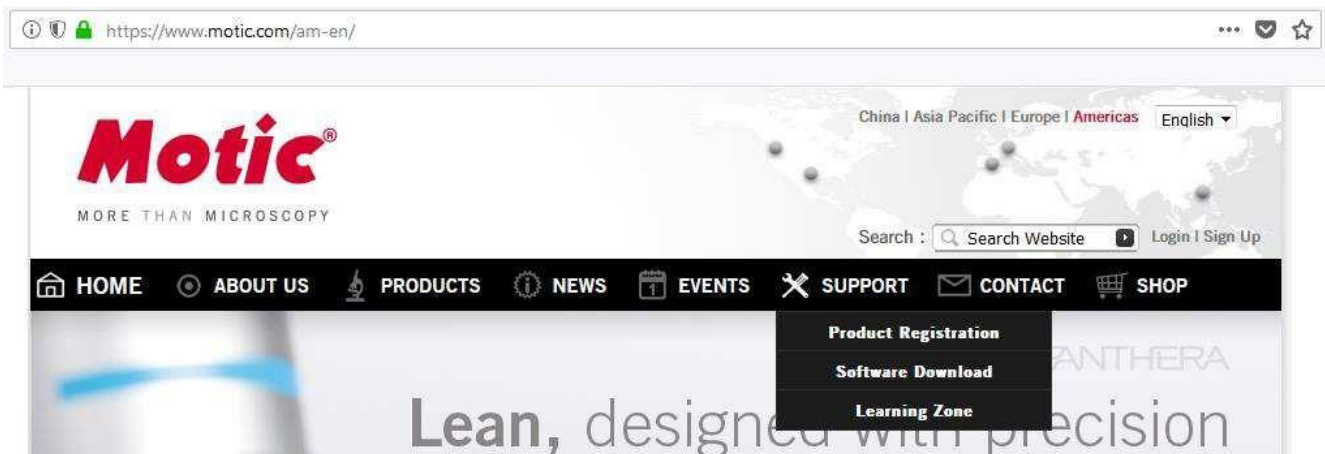 https://www.motic.com/am-en/
China | Asia Pacific | Europe | Americas English
Motic®
MORE THAN MICROSCOPY
Search : Search Website Login | Sign Up
HOME ABOUT US PRODUCTS NEWS EVENTS SUPPORT CONTACT SHOP
Product Registration
Software Download
Learning Zone
Lean, designed with precision